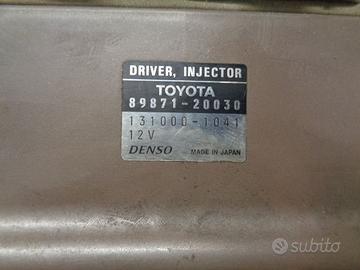 DRIVER, INJECTOR
TOYOTA
89871-20030
131000-1041
12V
DENSO MADE IN JAPAN
subito